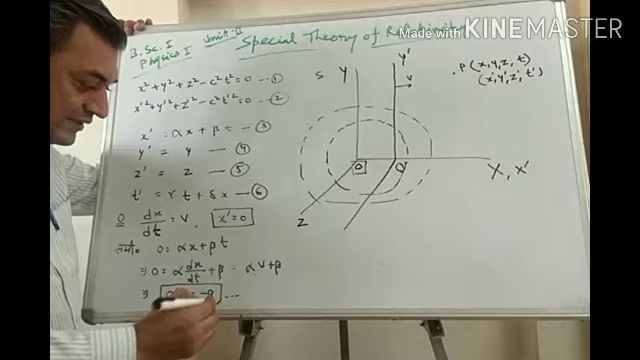 B.Sc. I
Physics I
Unit-II
Special Theory of
Made with KINEMASTER
x² + y² + z² - c²t² = 0 -- ①
x'² + y'² + z'² - c²t'² = 0 -- ②
x' = αx + βt -- ③
y' = y -- ④
z' = z -- ⑤
t' = γt + δx -- ⑥
dx/dt = v, x' = 0
0 = αx + βt
⇒ 0 = α dx/dt + β = αv + β
S
Y
Y'
v
P (x, y, z, t)
(x', y', z', t')
O
O'
X, X'
Z